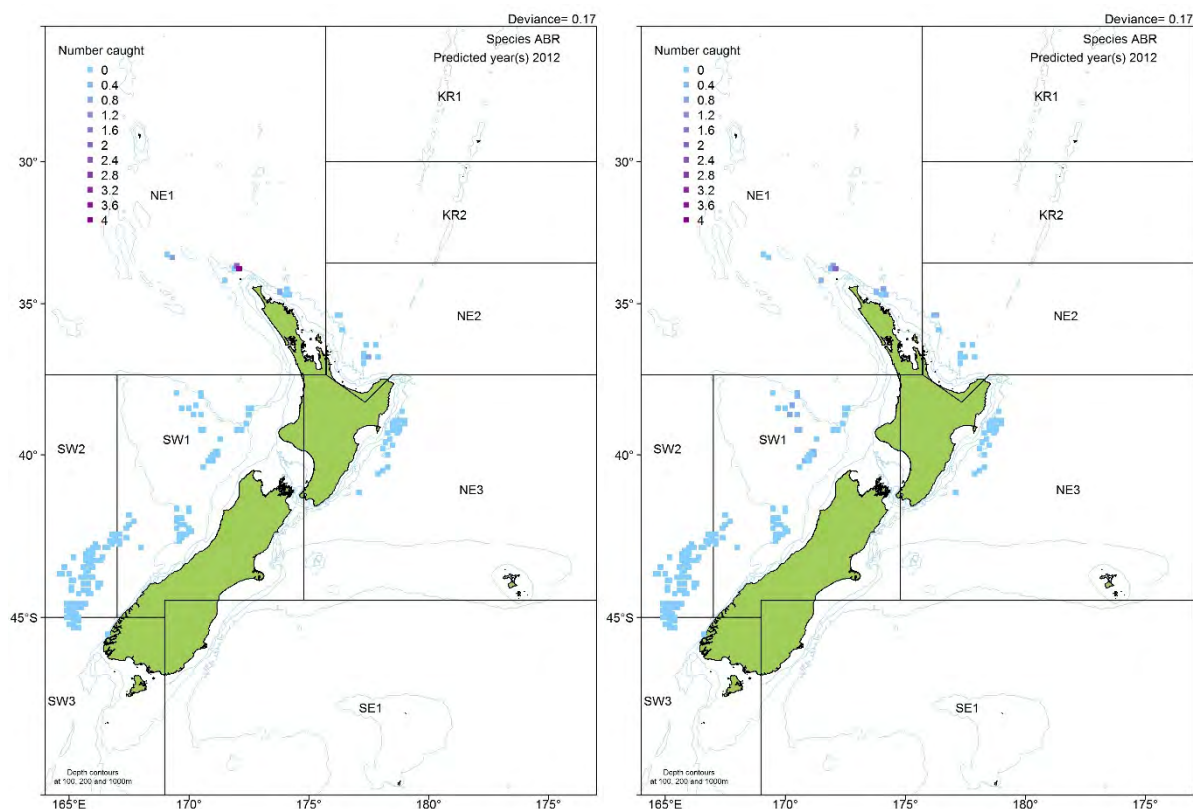 Deviance= 0.17
Species ABR
Predicted year(s) 2012
Number caught
0
0.4
0.8
1.2
1.6
2
2.4
2.8
3.2
3.6
4
KR1
30°
NE1
KR2
35°
NE2
SW2
SW1
40°
NE3
45°S
SW3
SE1
Depth contours
at 100, 200 and 1000m
165°E
170°
175°
180°
175°
Deviance= 0.17
Species ABR
Predicted year(s) 2012
Number caught
0
0.4
0.8
1.2
1.6
2
2.4
2.8
3.2
3.6
4
KR1
30°
NE1
KR2
35°
NE2
SW2
SW1
40°
NE3
45°S
SW3
SE1
Depth contours
at 100, 200 and 1000m
165°E
170°
175°
180°
175°